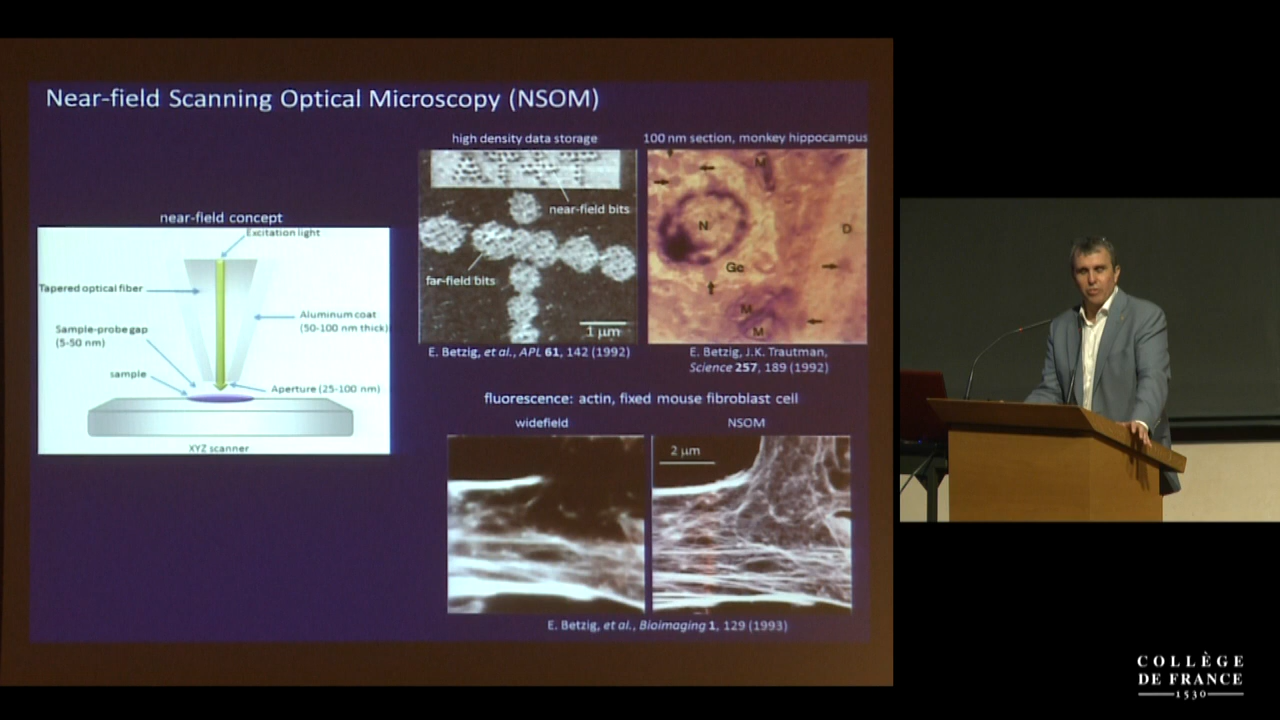 Near-field Scanning Optical Microscopy (NSOM)
near-field concept
Excitation light
Tapered optical fiber
Aluminum coat
(50-100 nm thick)
Sample-probe gap
(5-50 nm)
sample
Aperture (25-100 nm)
XYZ scanner
high density data storage
near-field bits
far-field bits
1 μm
E. Betzig, et al., APL 61, 142 (1992)
100 nm section, monkey hippocampus
M
N
D
Gc
M
M
E. Betzig, J.K. Trautman,
Science 257, 189 (1992)
fluorescence: actin, fixed mouse fibroblast cell
widefield
NSOM
2 μm
E. Betzig, et al., Bioimaging 1, 129 (1993)
COLLÈGE
DE FRANCE
1530